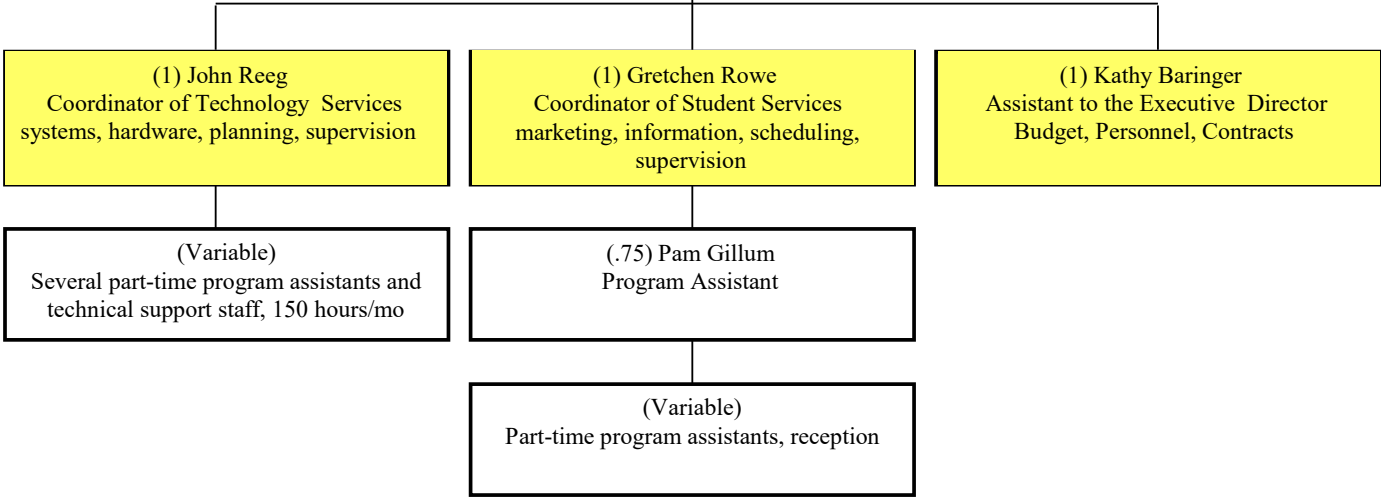 (1) John Reeg
Coordinator of Technology Services
systems, hardware, planning, supervision
(1) Gretchen Rowe
Coordinator of Student Services
marketing, information, scheduling,
supervision
(1) Kathy Baringer
Assistant to the Executive Director
Budget, Personnel, Contracts
(Variable)
Several part-time program assistants and
technical support staff, 150 hours/mo
(.75) Pam Gillum
Program Assistant
(Variable)
Part-time program assistants, reception